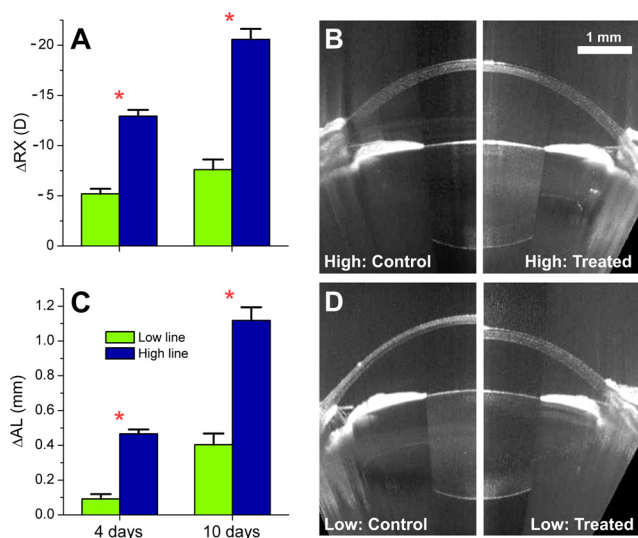 A
ΔRX (D)
-20
-15
-10
-5
0
*
*
B
1 mm
High: Control
High: Treated
C
ΔAL (mm)
1.2
1.0
0.8
0.6
0.4
0.2
0.0
Low line
High line
*
*
4 days
10 days
D
Low: Control
Low: Treated